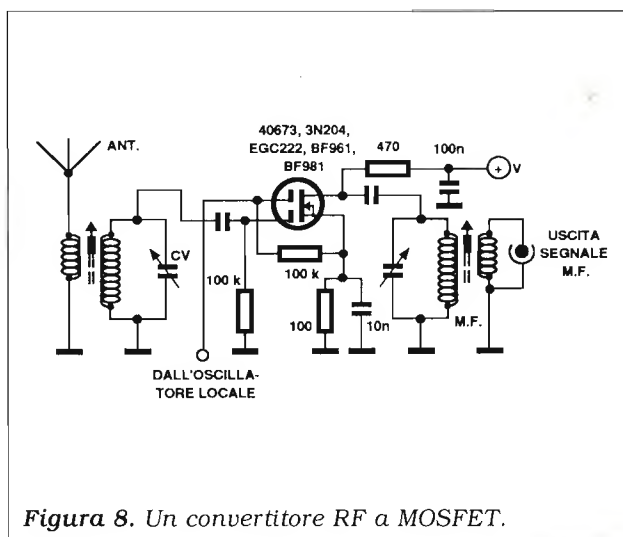 40673, 3N204,
EGC222, BF961,
BF981
470
100n
+ V
ANT.
CV
100 k
100 k
100
10n
M.F.
USCITA
SEGNALE
M.F.
DALL'OSCILLA-
TORE LOCALE
Figura 8. Un convertitore RF a MOSFET.